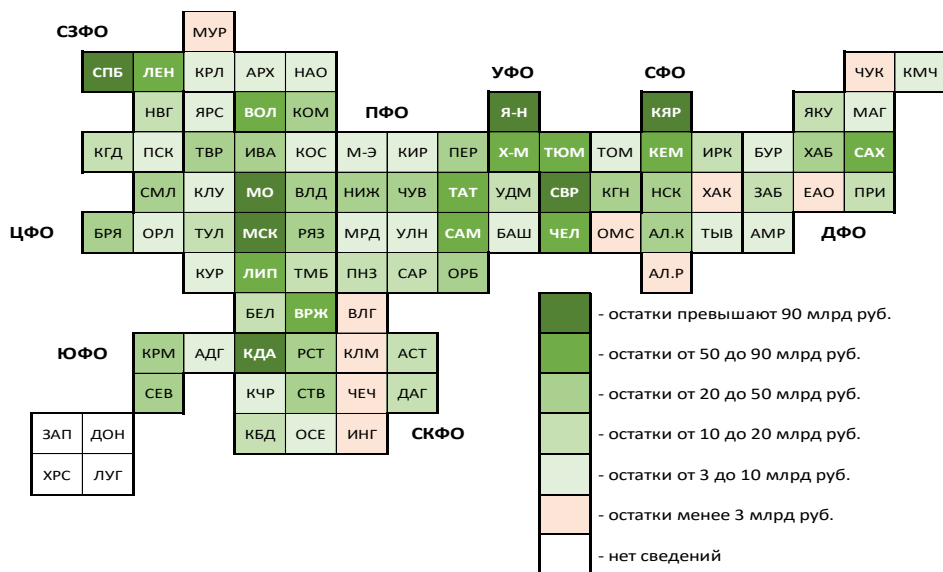 СЗФО МУР
СПБ ЛЕН КРЛ АРХ НАО УФО СФО ЧУК КМЧ
НВГ ЯРС ВОЛ КОМ ПФО Я-Н КЯР ЯКУ МАГ
КГД ПСК ТВР ИВА КОС М-Э КИР ПЕР Х-М ТЮМ ТОМ КЕМ ИРК БУР ХАБ САХ
СМЛ КЛУ МО ВЛД НИЖ ЧУВ ТАТ УДМ СВР КГН НСК ХАК ЗАБ ЕАО ПРИ
ЦФО БРЯ ОРЛ ТУЛ МСК РЯЗ МРД УЛН САМ БАШ ЧЕЛ ОМС АЛ.К ТЫВ АМР ДФО
КУР ЛИП ТМБ ПНЗ САР ОРБ АЛ.Р
БЕЛ ВРЖ ВЛГ - остатки превышают 90 млрд руб.
ЮФО КРМ АДГ КДА РСТ КЛМ АСТ - остатки от 50 до 90 млрд руб.
СЕВ КЧР СТВ ЧЕЧ ДАГ - остатки от 20 до 50 млрд руб.
ЗАП ДОН КБД ОСЕ ИНГ СКФО - остатки от 10 до 20 млрд руб.
ХРС ЛУГ - остатки от 3 до 10 млрд руб.
- остатки менее 3 млрд руб.
- нет сведений